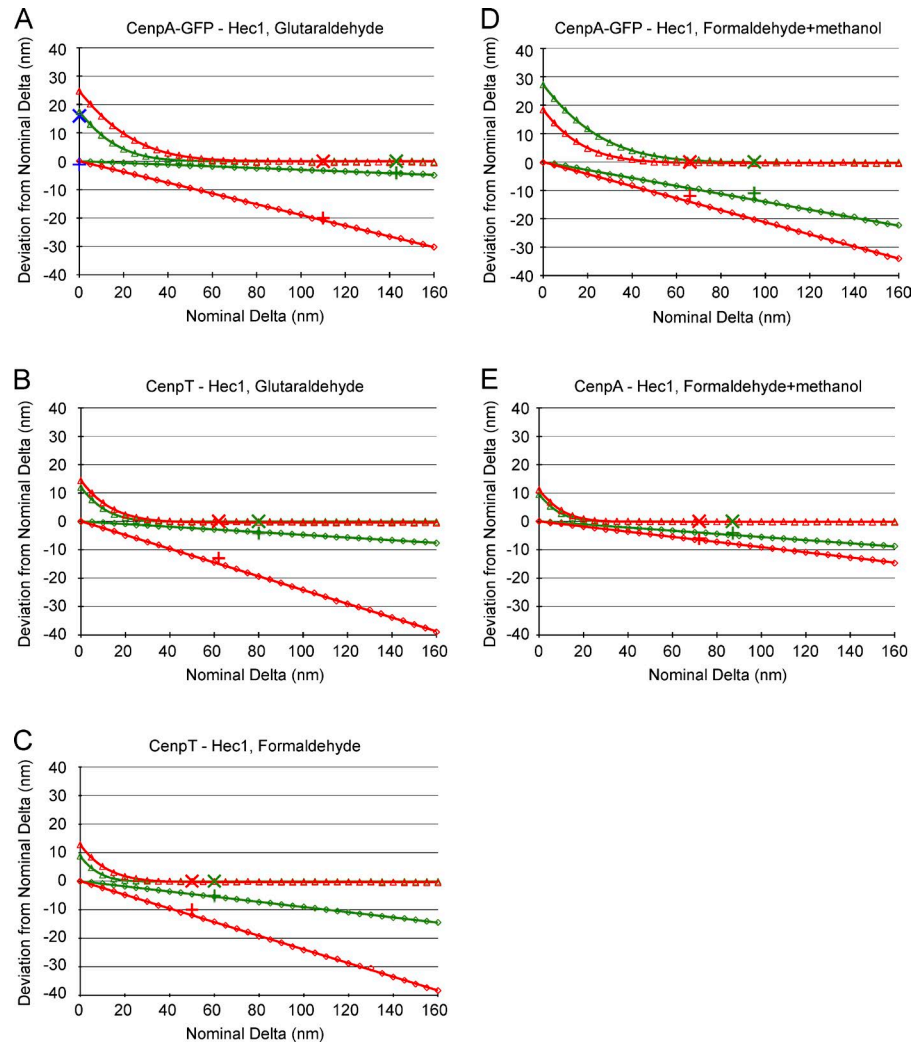 A
CenpA-GFP - Hec1, Glutaraldehyde
Deviation from Nominal Delta (nm)
40
30
20
10
0
-10
-20
-30
-40
0 20 40 60 80 100 120 140 160
Nominal Delta (nm)
D
CenpA-GFP - Hec1, Formaldehyde+methanol
Deviation from Nominal Delta (nm)
40
30
20
10
0
-10
-20
-30
-40
0 20 40 60 80 100 120 140 160
Nominal Delta (nm)
B
CenpT - Hec1, Glutaraldehyde
Deviation from Nominal Delta (nm)
40
30
20
10
0
-10
-20
-30
-40
0 20 40 60 80 100 120 140 160
Nominal Delta (nm)
E
CenpA - Hec1, Formaldehyde+methanol
Deviation from Nominal Delta (nm)
40
30
20
10
0
-10
-20
-30
-40
0 20 40 60 80 100 120 140 160
Nominal Delta (nm)
C
CenpT - Hec1, Formaldehyde
Deviation from Nominal Delta (nm)
40
30
20
10
0
-10
-20
-30
-40
0 20 40 60 80 100 120 140 160
Nominal Delta (nm)